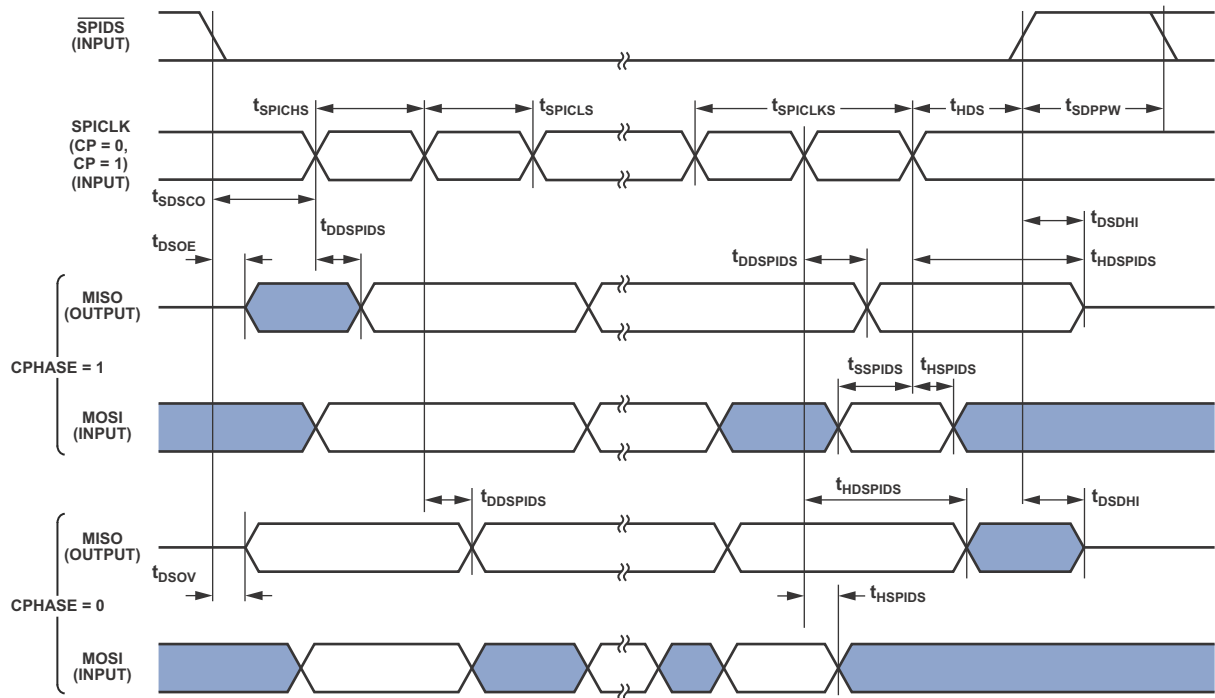 SPIDS
(INPUT)
tSPICHS
tSPICLS
tSPICLKS
tHDS
tSDPPW
SPICLK
(CP = 0,
CP = 1)
(INPUT)
tSDSCO
tDDSPIDS
tDSDHI
tDSOE
tDDSPIDS
tHDSPIDS
MISO
(OUTPUT)
CPHASE = 1
tSSPIDS
tHSPIDS
MOSI
(INPUT)
tDDSPIDS
tHDSPIDS
tDSDHI
MISO
(OUTPUT)
tDSOV
CPHASE = 0
tHSPIDS
MOSI
(INPUT)